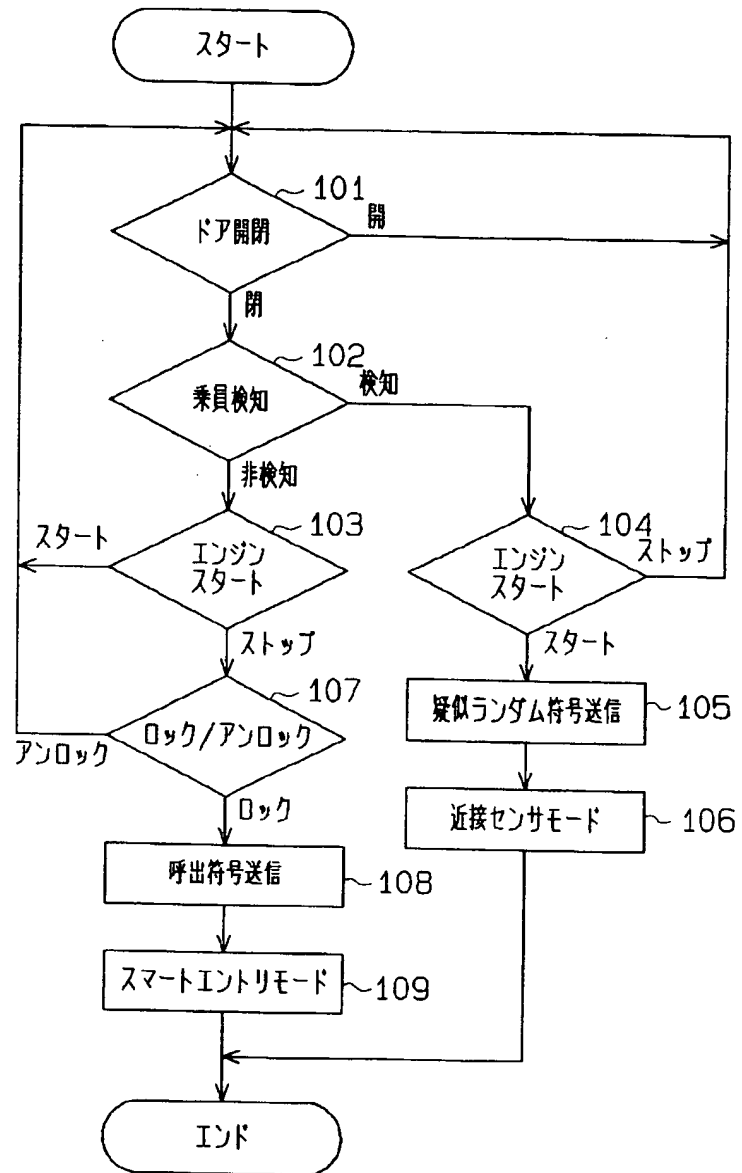 スタート
101
ドア開閉
開
閉
102
乗員検知
検知
非検知
103
スタート
エンジン
スタート
104
エンジン
スタート
ストップ
ストップ
スタート
107
ロック/アンロック
アンロック
ロック
疑似ランダム符号送信
105
近接センサモード
106
呼出符号送信
108
スマートエントリモード
109
エンド